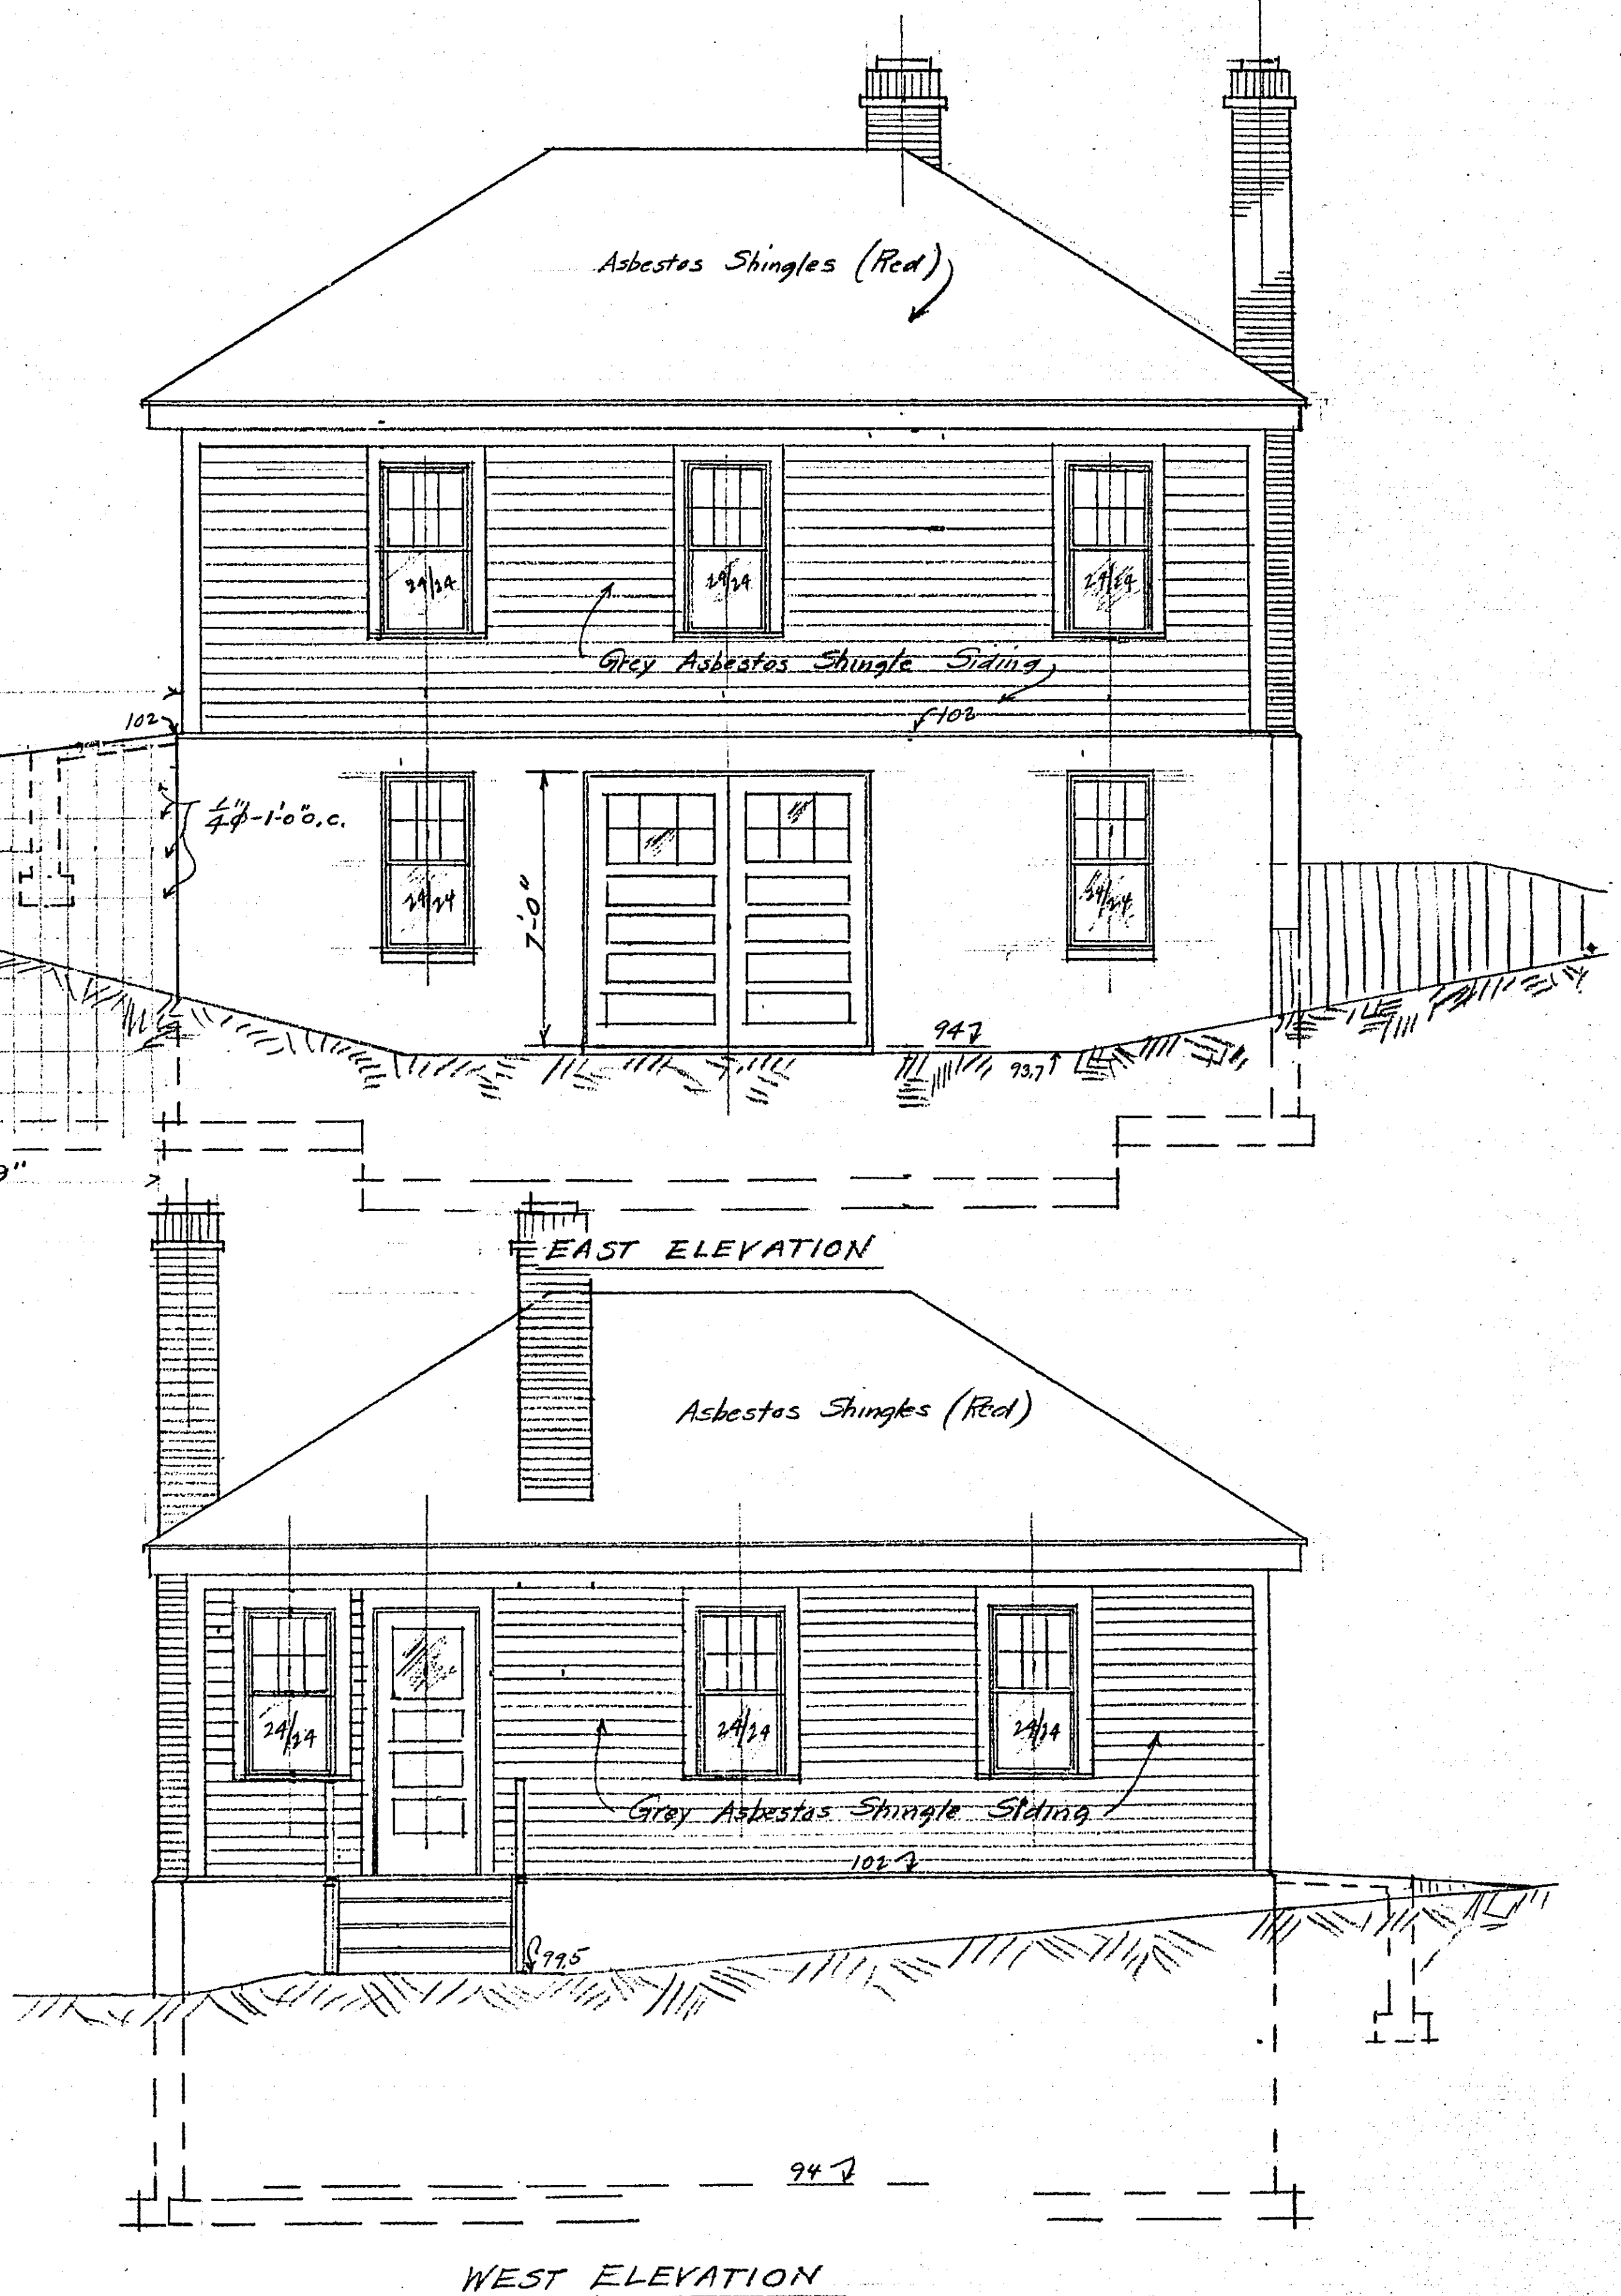 Asbestos Shingles (Red)
24/24
24/24
24/24
Grey Asbestos Shingle Siding
102
102
1/4"φ-1'-0"o.c.
24/24
7'-0"
24/24
94
93.7
9"
EAST ELEVATION
Asbestos Shingles (Red)
24/24
24/24
24/24
Grey Asbestos Shingle Siding
102
99.5
94
WEST ELEVATION